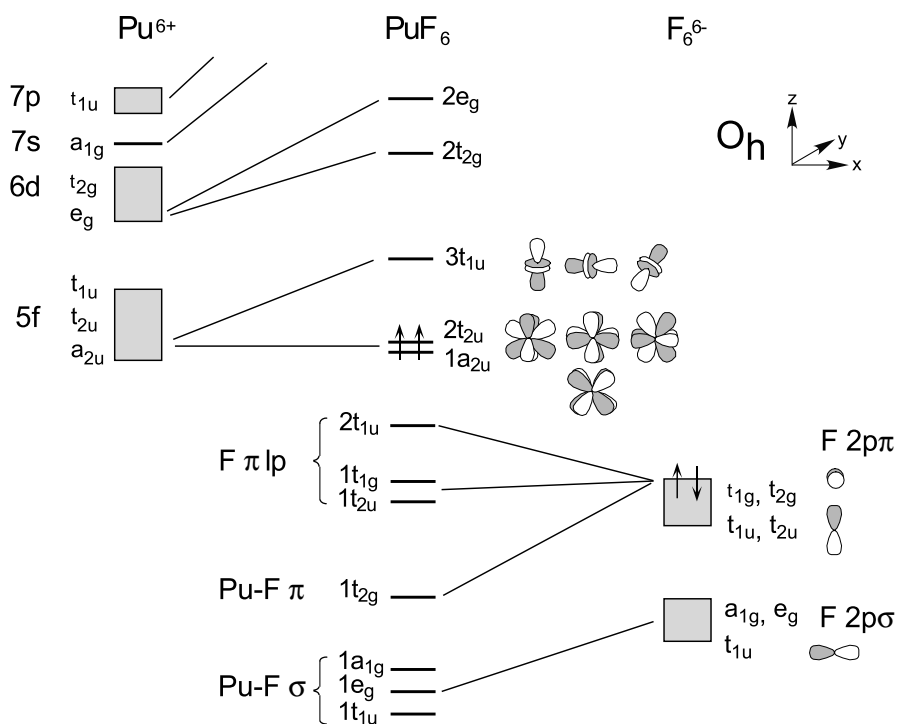 Pu6+ PuF6 F66-
7p t1u
7s a1g
6d t2g
eg
5f t1u
t2u
a2u
2eg
2t2g
3t1u
2t2u
1a2u
Oh z y x
F π lp 2t1u
1t1g
1t2u
Pu-F π 1t2g
Pu-F σ 1a1g
1eg
1t1u
F 2pπ
t1g, t2g
t1u, t2u
a1g, eg F 2pσ
t1u